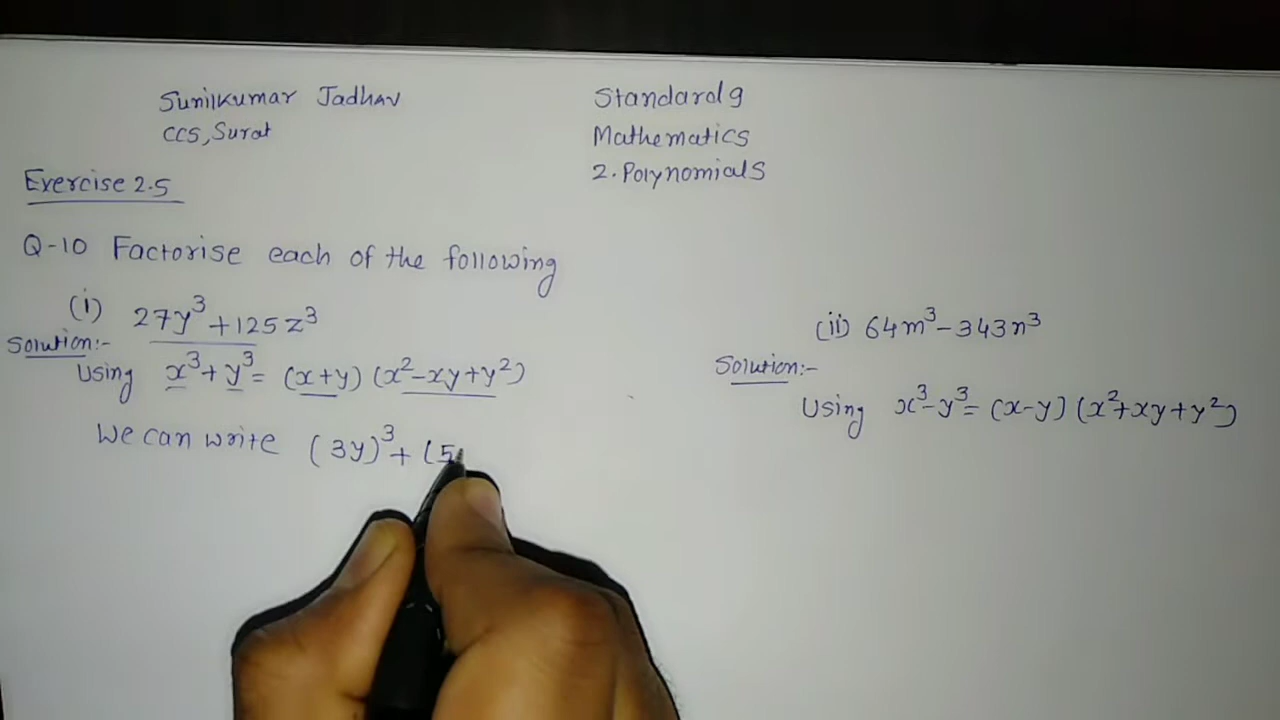 Sunilkumar Jadhav
CCS, Surat
Standard 9
Mathematics
2. Polynomials
Exercise 2.5
Q-10 Factorise each of the following
(i) 27y³+125z³
Solution:-
Using x³+y³= (x+y) (x²-xy+y²)
We can write (3y)³+(5
(ii) 64m³-343n³
Solution:-
Using x³-y³= (x-y) (x²+xy+y²)